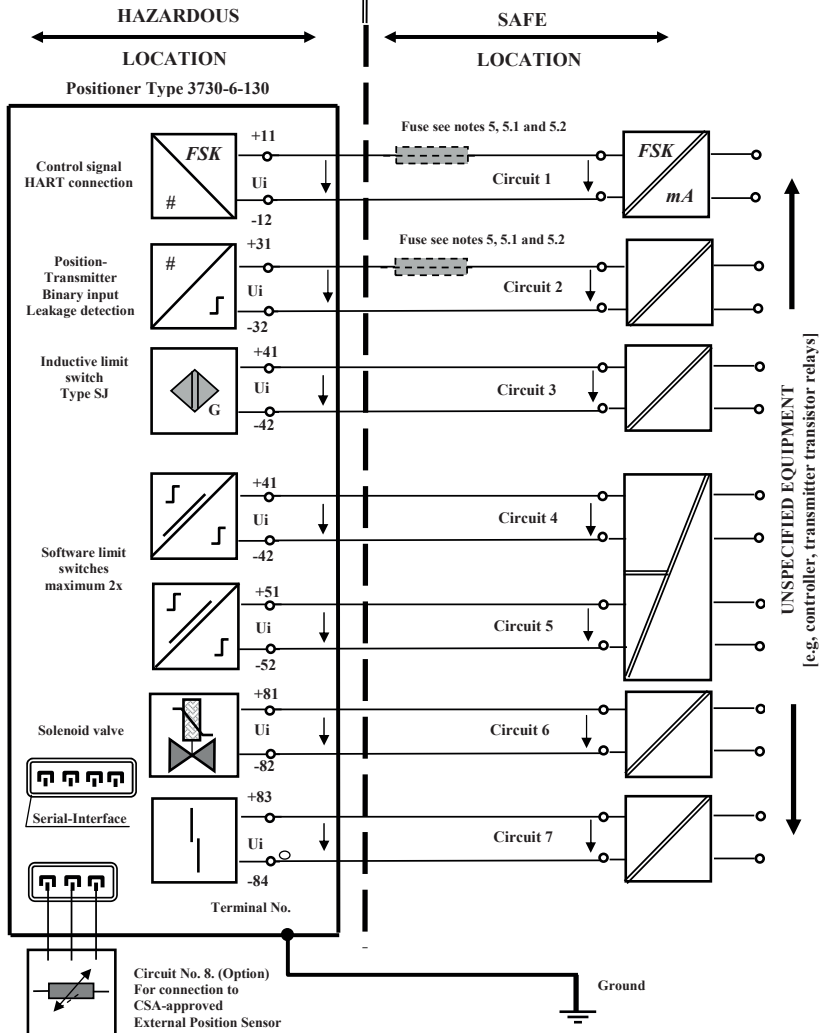 HAZARDOUS
LOCATION
SAFE
LOCATION
Positioner Type 3730-6-130
Control signal
HART connection
FSK
#
+11
Ui
-12
Fuse see notes 5, 5.1 and 5.2
Circuit 1
FSK
mA
Position-
Transmitter
Binary input
Leakage detection
#
+31
Ui
-32
Fuse see notes 5, 5.1 and 5.2
Circuit 2
Inductive limit
switch
Type SJ
G
+41
Ui
-42
Circuit 3
Software limit
switches
maximum 2x
+41
Ui
-42
Circuit 4
+51
Ui
-52
Circuit 5
Solenoid valve
+81
Ui
-82
Circuit 6
Serial-Interface
+83
Ui
-84
Circuit 7
Terminal No.
UNSPECIFIED EQUIPMENT
[e.g, controller, transmitter transistor relays]
Circuit No. 8. (Option)
For connection to
CSA-approved
External Position Sensor
Ground